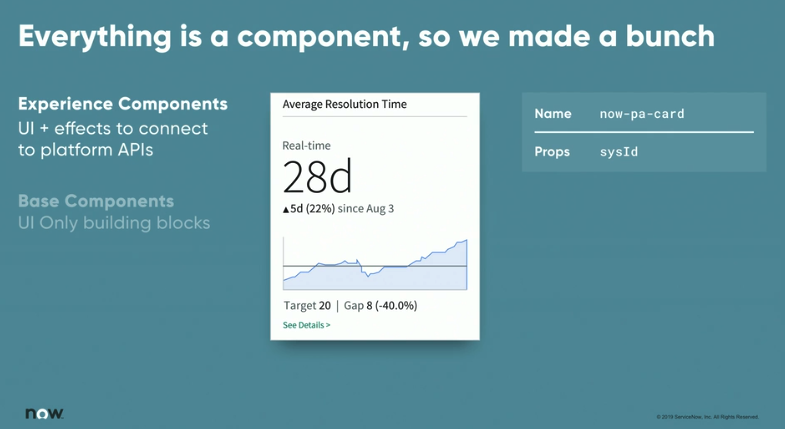 Everything is a component, so we made a bunch
Experience Components
UI + effects to connect
to platform APIs
Base Components
UI Only building blocks
Average Resolution Time
Real-time
28d
▲5d (22%) since Aug 3
Target 20 | Gap 8 (-40.0%)
See Details >
Name now-pa-card
Props sysId
now
© 2019 ServiceNow, Inc. All Rights Reserved.